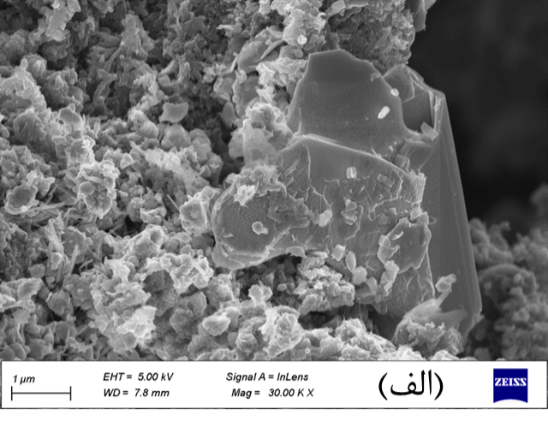 1 µm
EHT = 5.00 kV
WD = 7.8 mm
Signal A = InLens
Mag = 30.00 K X
(الف)
ZEISS